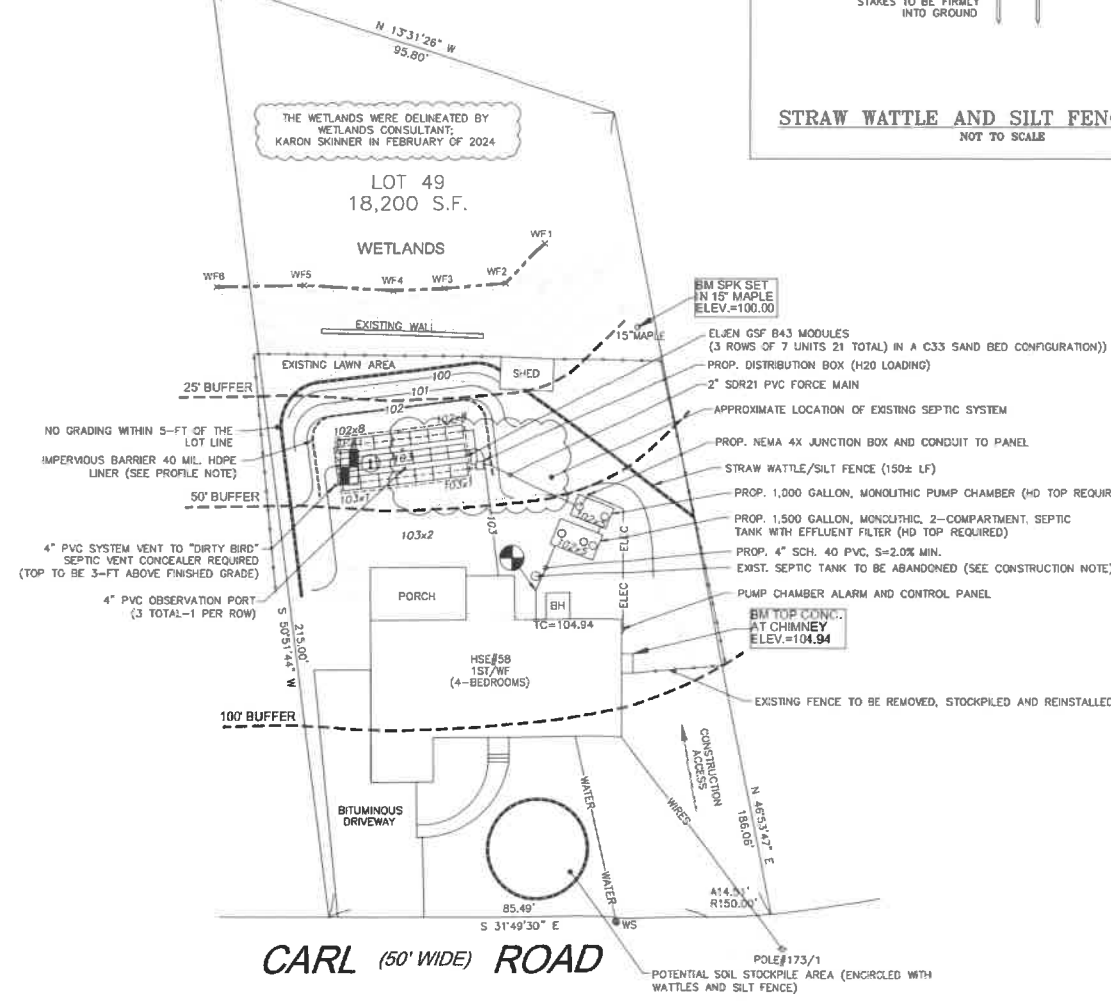 STAKES TO BE FIRMLY
INTO GROUND
STRAW WATTLE AND SILT FENC
NOT TO SCALE
N 13°31'26" W
95.80'
THE WETLANDS WERE DELINEATED BY
WETLANDS CONSULTANT;
KARON SKINNER IN FEBRUARY OF 2024
LOT 49
18,200 S.F.
WETLANDS
WF1
WF2
WF3
WF4
WF5
WF6
EXISTING WALL
BM SPK SET
IN 15" MAPLE
ELEV.=100.00
15"MAPLE
ELJEN GSF B43 MODULES
(3 ROWS OF 7 UNITS 21 TOTAL) IN A C33 SAND BED CONFIGURATION))
PROP. DISTRIBUTION BOX (H20 LOADING)
2" SDR21 PVC FORCE MAIN
APPROXIMATE LOCATION OF EXISTING SEPTIC SYSTEM
PROP. NEMA 4X JUNCTION BOX AND CONDUIT TO PANEL
STRAW WATTLE/SILT FENCE (150± LF)
PROP. 1,000 GALLON, MONOLITHIC PUMP CHAMBER (HD TOP REQUIR
PROP. 1,500 GALLON, MONOLITHIC, 2-COMPARTMENT, SEPTIC
TANK WITH EFFLUENT FILTER (HD TOP REQUIRED)
PROP. 4" SCH. 40 PVC, S=2.0% MIN.
EXIST. SEPTIC TANK TO BE ABANDONED (SEE CONSTRUCTION NOTE)
PUMP CHAMBER ALARM AND CONTROL PANEL
BM TOP CONC.
AT CHIMNEY
ELEV.=104.94
EXISTING FENCE TO BE REMOVED, STOCKPILED AND REINSTALLED
EXISTING LAWN AREA
SHED
25' BUFFER
100
101
102
NO GRADING WITHIN 5-FT OF THE
LOT LINE
IMPERVIOUS BARRIER 40 MIL. HDPE
LINER (SEE PROFILE NOTE)
102x8
102x8
1
103
103x1
103x1
50' BUFFER
103x2
103
102x5
102x5
4" PVC SYSTEM VENT TO "DIRTY BIRD"
SEPTIC VENT CONCEALER REQUIRED
(TOP TO BE 3-FT ABOVE FINISHED GRADE)
4" PVC OBSERVATION PORT
(3 TOTAL-1 PER ROW)
ELEC
ELEC
PORCH
BH
TC=104.94
HSE#58
1ST/WF
(4-BEDROOMS)
215.00'
S 50°51'44" W
100' BUFFER
CONSTRUCTION
ACCESS
WATER
WATER
WIRES
N 46°53'47" E
186.06'
BITUMINOUS
DRIVEWAY
A14.51'
R150.00'
85.49'
S 31°49'30" E
WS
CARL (50' WIDE) ROAD
POLE#173/1
POTENTIAL SOIL STOCKPILE AREA (ENCIRCLED WITH
WATTLES AND SILT FENCE)